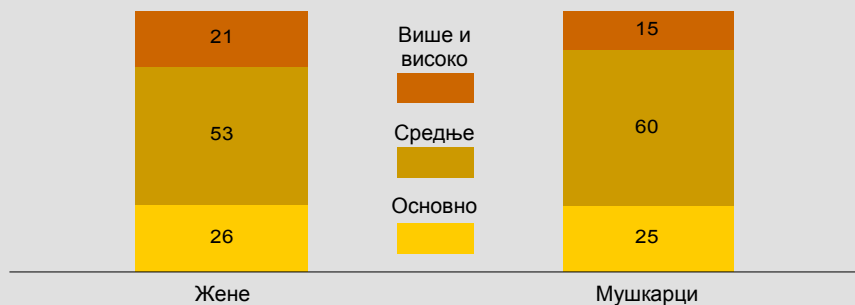 21
53
26
Више и
високо
Средње
Основно
15
60
25
Жене
Мушкарци